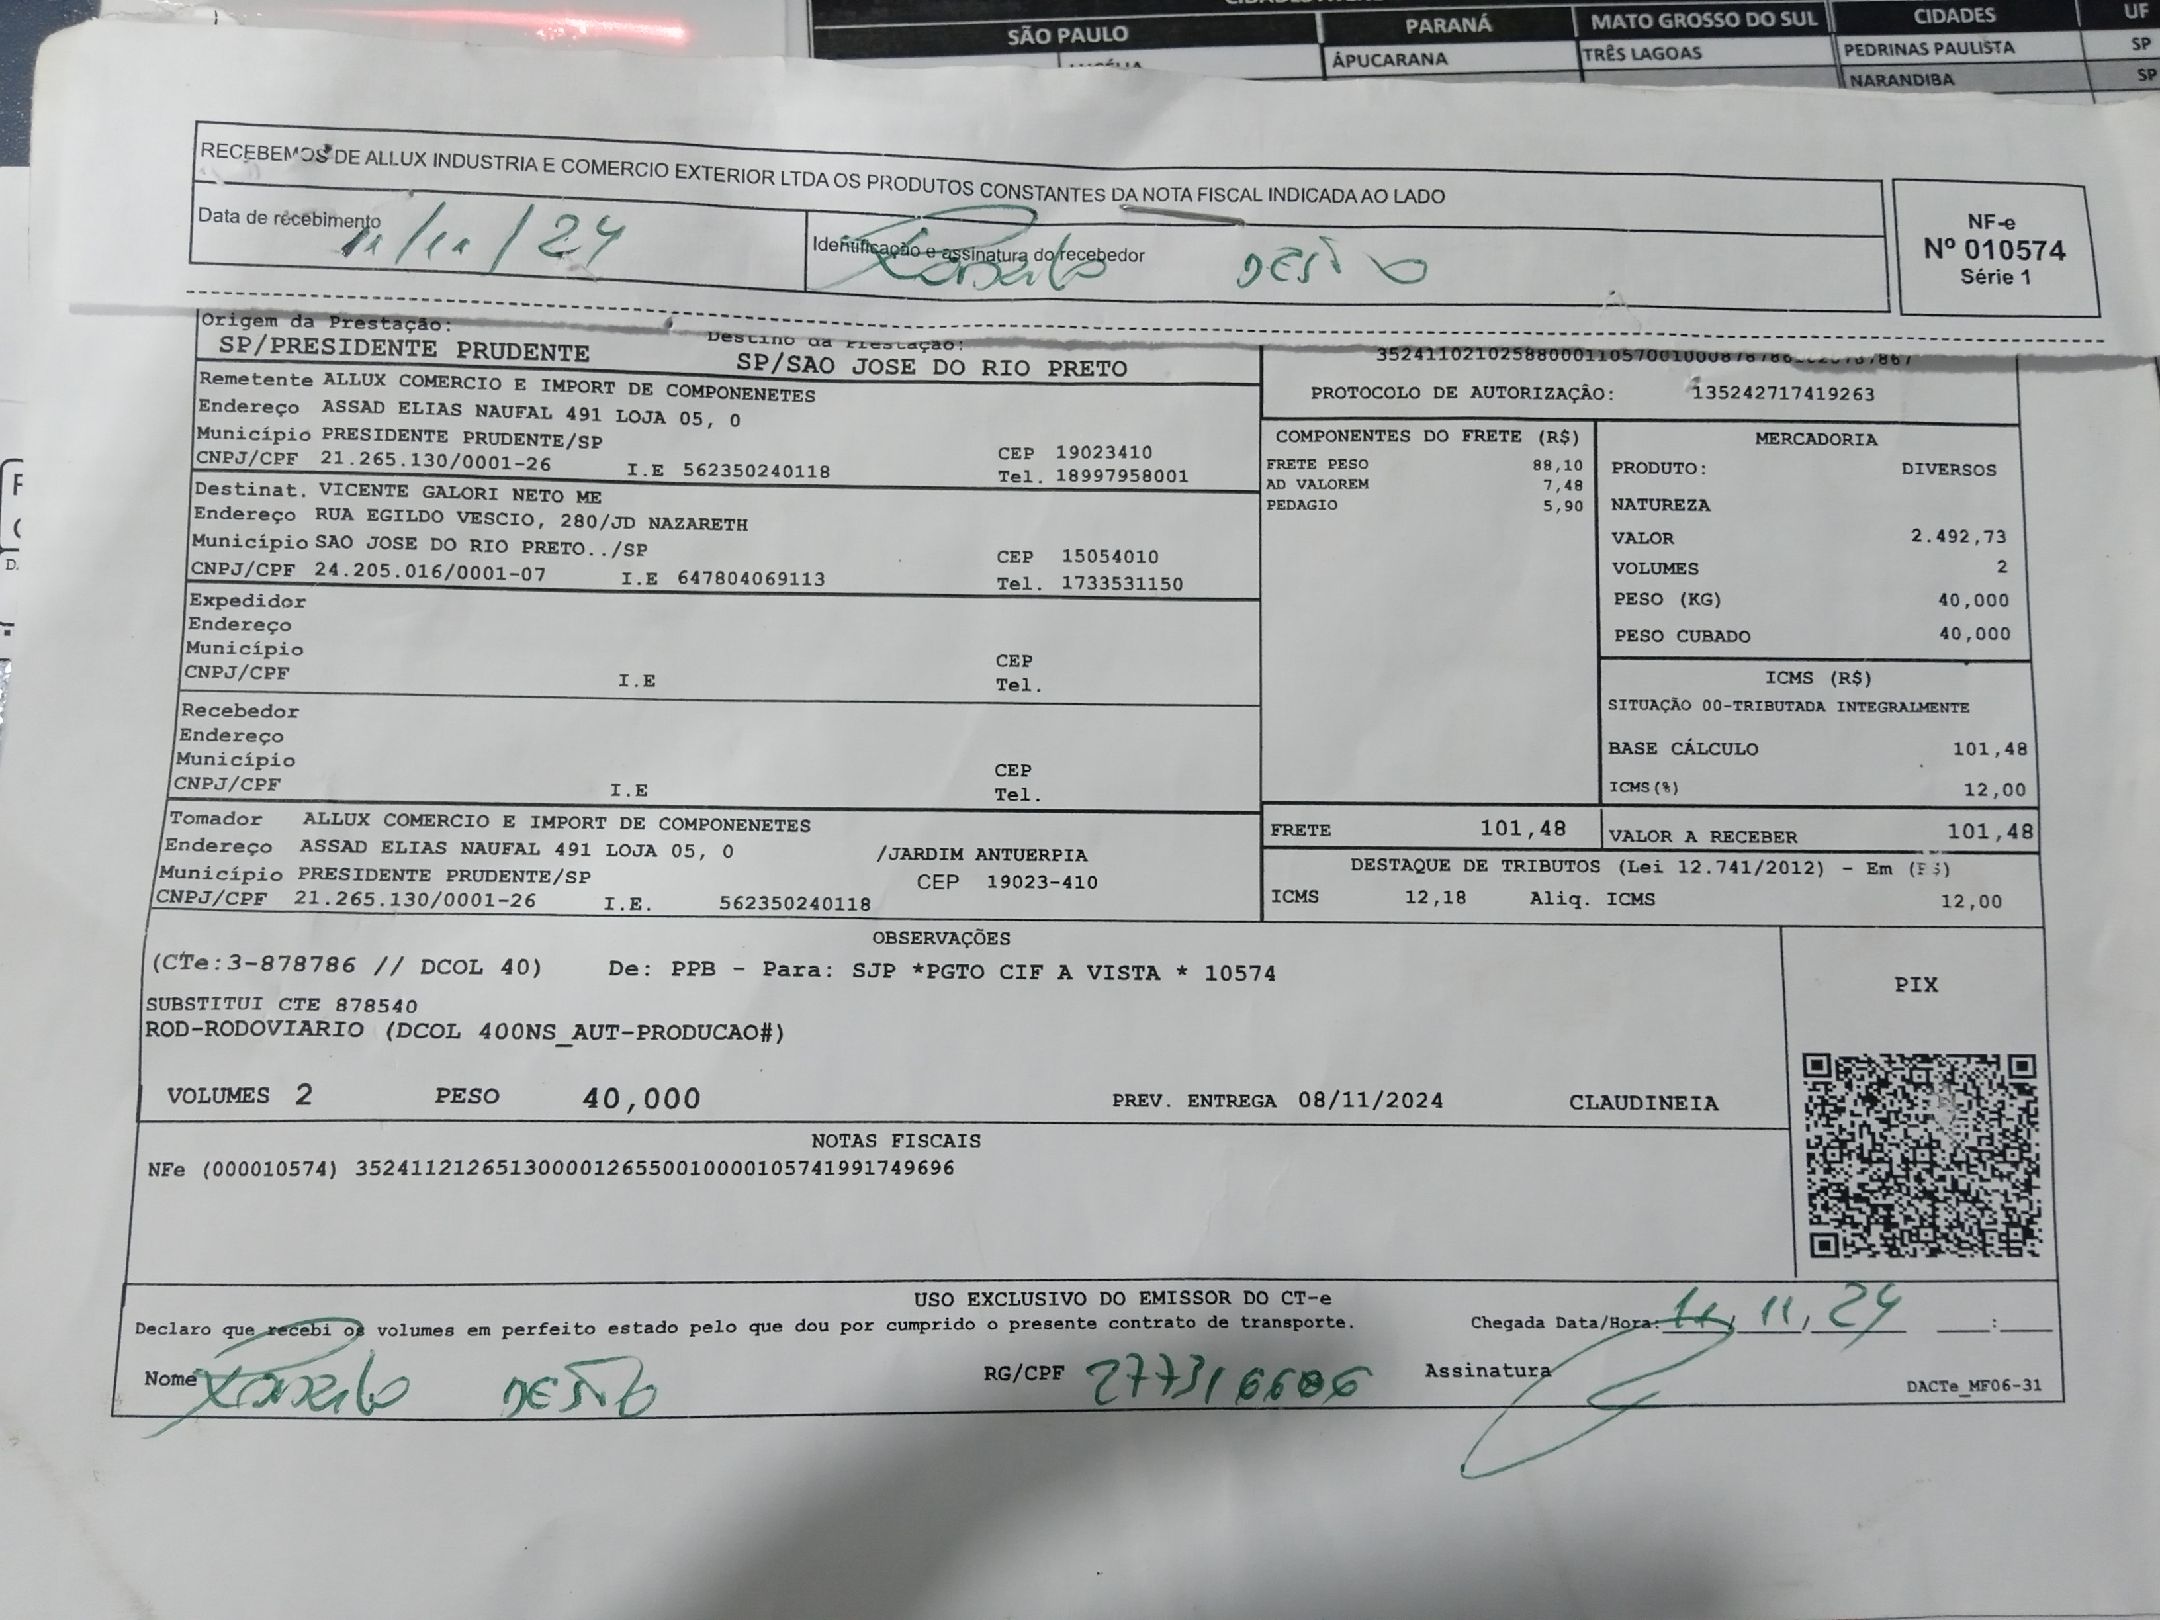 SÃO PAULO
PARANÁ
MATO GROSSO DO SUL
CIDADES
UF
ÁPUCARANA
TRÊS LAGOAS
PEDRINAS PAULISTA
SP
NARANDIBA
SP
RECEBEMOS DE ALLUX INDUSTRIA E COMERCIO EXTERIOR LTDA OS PRODUTOS CONSTANTES DA NOTA FISCAL INDICADA AO LADO
Data de recebimento
11/11/24
Identificação e assinatura do recebedor
NF-e
Nº 010574
Série 1
Origem da Prestação:
SP/PRESIDENTE PRUDENTE
Destino da Prestação:
SP/SAO JOSE DO RIO PRETO
PROTOCOLO DE AUTORIZAÇÃO: 135242717419263
Remetente ALLUX COMERCIO E IMPORT DE COMPONENETES
Endereço ASSAD ELIAS NAUFAL 491 LOJA 05, 0
Município PRESIDENTE PRUDENTE/SP CEP 19023410
CNPJ/CPF 21.265.130/0001-26 I.E 562350240118 Tel. 18997958001
Destinat. VICENTE GALORI NETO ME
Endereço RUA EGILDO VESCIO, 280/JD NAZARETH
Município SAO JOSE DO RIO PRETO../SP CEP 15054010
CNPJ/CPF 24.205.016/0001-07 I.E 647804069113 Tel. 1733531150
Expedidor
Endereço
Município CEP
CNPJ/CPF I.E Tel.
Recebedor
Endereço
Município CEP
CNPJ/CPF I.E Tel.
Tomador ALLUX COMERCIO E IMPORT DE COMPONENETES
Endereço ASSAD ELIAS NAUFAL 491 LOJA 05, 0 /JARDIM ANTUERPIA
Município PRESIDENTE PRUDENTE/SP CEP 19023-410
CNPJ/CPF 21.265.130/0001-26 I.E. 562350240118
COMPONENTES DO FRETE (R$)
FRETE PESO 88,10
AD VALOREM 7,48
PEDAGIO 5,90
MERCADORIA
PRODUTO: DIVERSOS
NATUREZA
VALOR 2.492,73
VOLUMES 2
PESO (KG) 40,000
PESO CUBADO 40,000
ICMS (R$)
SITUAÇÃO 00-TRIBUTADA INTEGRALMENTE
BASE CÁLCULO 101,48
ICMS(%) 12,00
FRETE 101,48
VALOR A RECEBER 101,48
DESTAQUE DE TRIBUTOS (Lei 12.741/2012) - Em (R$)
ICMS 12,18 Aliq. ICMS 12,00
OBSERVAÇÕES
(CTe:3-878786 // DCOL 40) De: PPB - Para: SJP *PGTO CIF A VISTA * 10574
SUBSTITUI CTE 878540
ROD-RODOVIARIO (DCOL 400NS_AUT-PRODUCAO#)
VOLUMES 2 PESO 40,000 PREV. ENTREGA 08/11/2024 CLAUDINEIA
PIX
NOTAS FISCAIS
NFe (000010574) 35241121265130000126550010000105741991749696
USO EXCLUSIVO DO EMISSOR DO CT-e
Declaro que recebi os volumes em perfeito estado pelo que dou por cumprido o presente contrato de transporte.
Chegada Data/Hora: 11, 11, 24 :
Nome
RG/CPF
Assinatura
DACTe_MF06-31